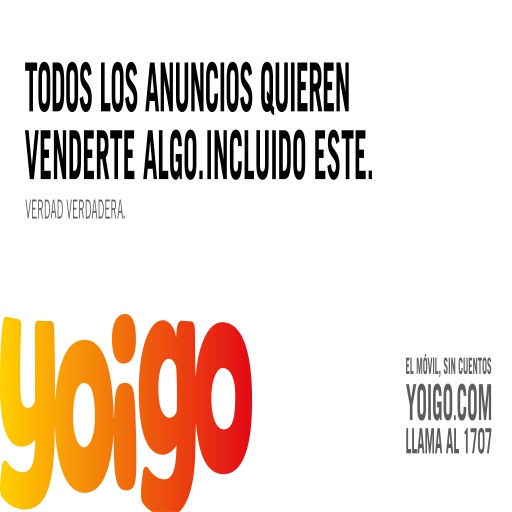 TODOS LOS ANUNCIOS QUIEREN
VENDERTE ALGO. INCLUIDO ESTE.
VERDAD VERDADERA.
yoigo
EL MÓVIL, SIN CUENTOS
YOIGO.COM
LLAMA AL 1707